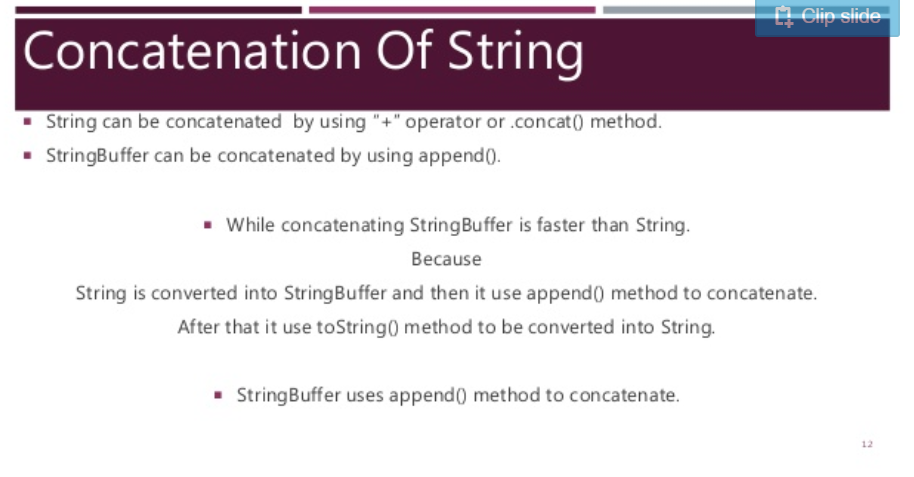 Clip slide
Concatenation Of String
▪ String can be concatenated by using "+" operator or .concat() method.
▪ StringBuffer can be concatenated by using append().
▪ While concatenating StringBuffer is faster than String.
Because
String is converted into StringBuffer and then it use append() method to concatenate.
After that it use toString() method to be converted into String.
▪ StringBuffer uses append() method to concatenate.
12